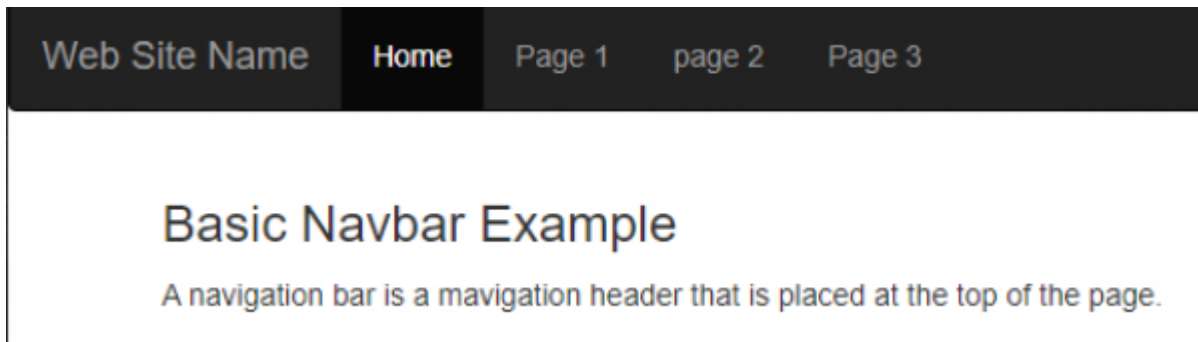 Web Site Name Home Page 1 page 2 Page 3
Basic Navbar Example
A navigation bar is a mavigation header that is placed at the top of the page.